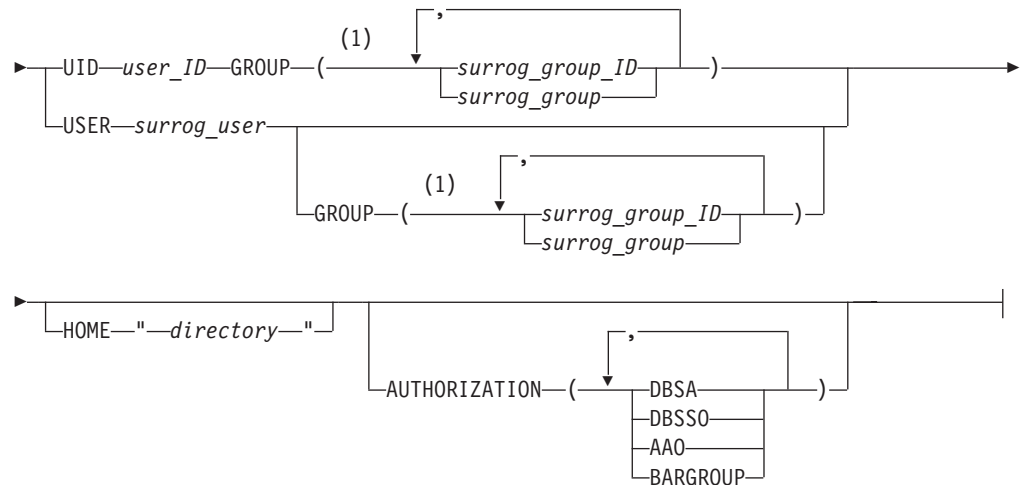 ,
(1)
UID user_ID GROUP ( surrog_group_ID )
surrog_group
USER surrog_user
,
(1)
GROUP ( surrog_group_ID )
surrog_group
HOME " directory "
,
AUTHORIZATION ( DBSA )
DBSSO
AAO
BARGROUP